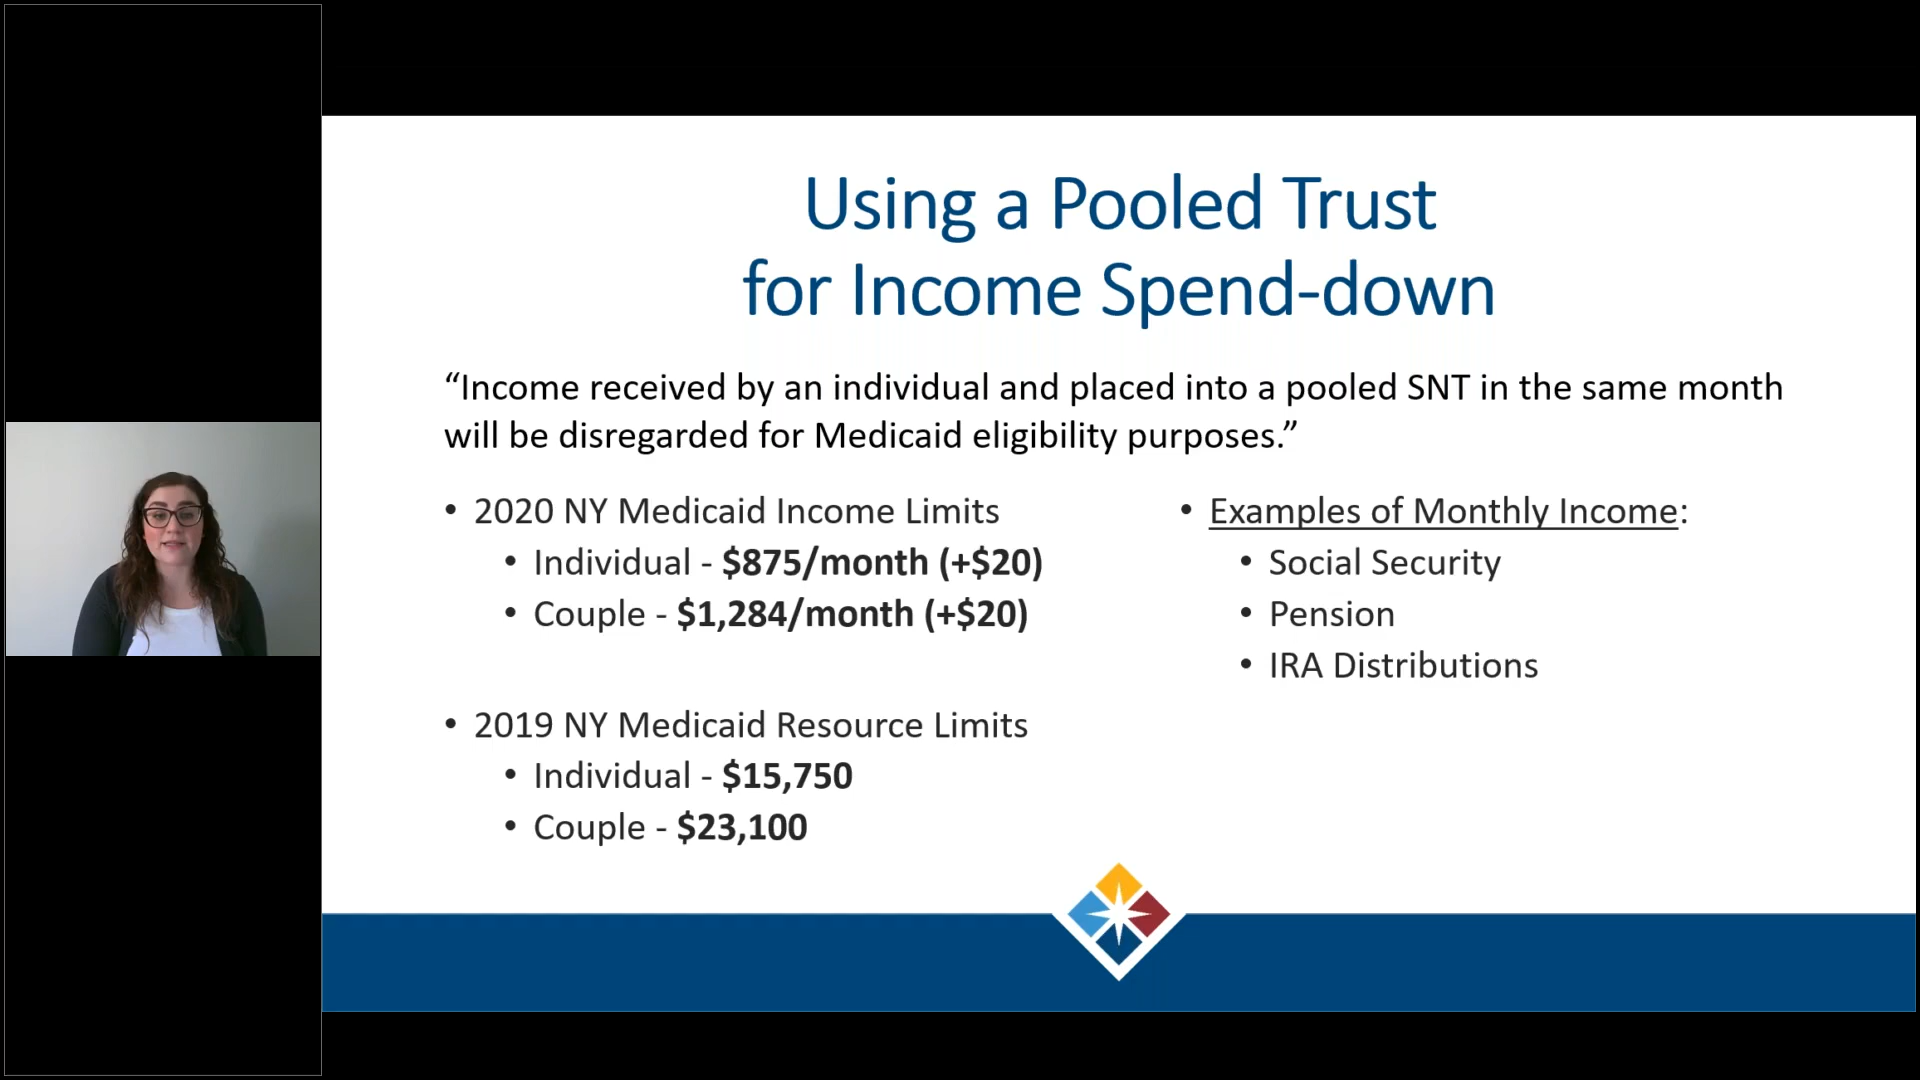 Using a Pooled Trust
for Income Spend-down
“Income received by an individual and placed into a pooled SNT in the same month
will be disregarded for Medicaid eligibility purposes.”
• 2020 NY Medicaid Income Limits
• Individual - $875/month (+$20)
• Couple - $1,284/month (+$20)
• 2019 NY Medicaid Resource Limits
• Individual - $15,750
• Couple - $23,100
• Examples of Monthly Income:
• Social Security
• Pension
• IRA Distributions